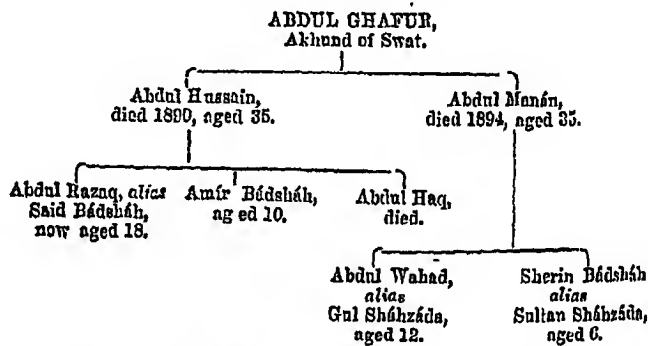 ABDUL GHAFUR,
Akhund of Swat.
Abdul Hussain,
died 1890, aged 35.
Abdul Manán,
died 1894, aged 35.
Abdul Razaq, alias
Said Bádsháh,
now aged 18.
Amír Bádsháh,
ag ed 10.
Abdul Haq,
died.
Abdul Wahad,
alias
Gul Sháhzáda,
aged 12.
Sherin Bádsháh
alias
Sultan Sháhzáda,
aged 6.